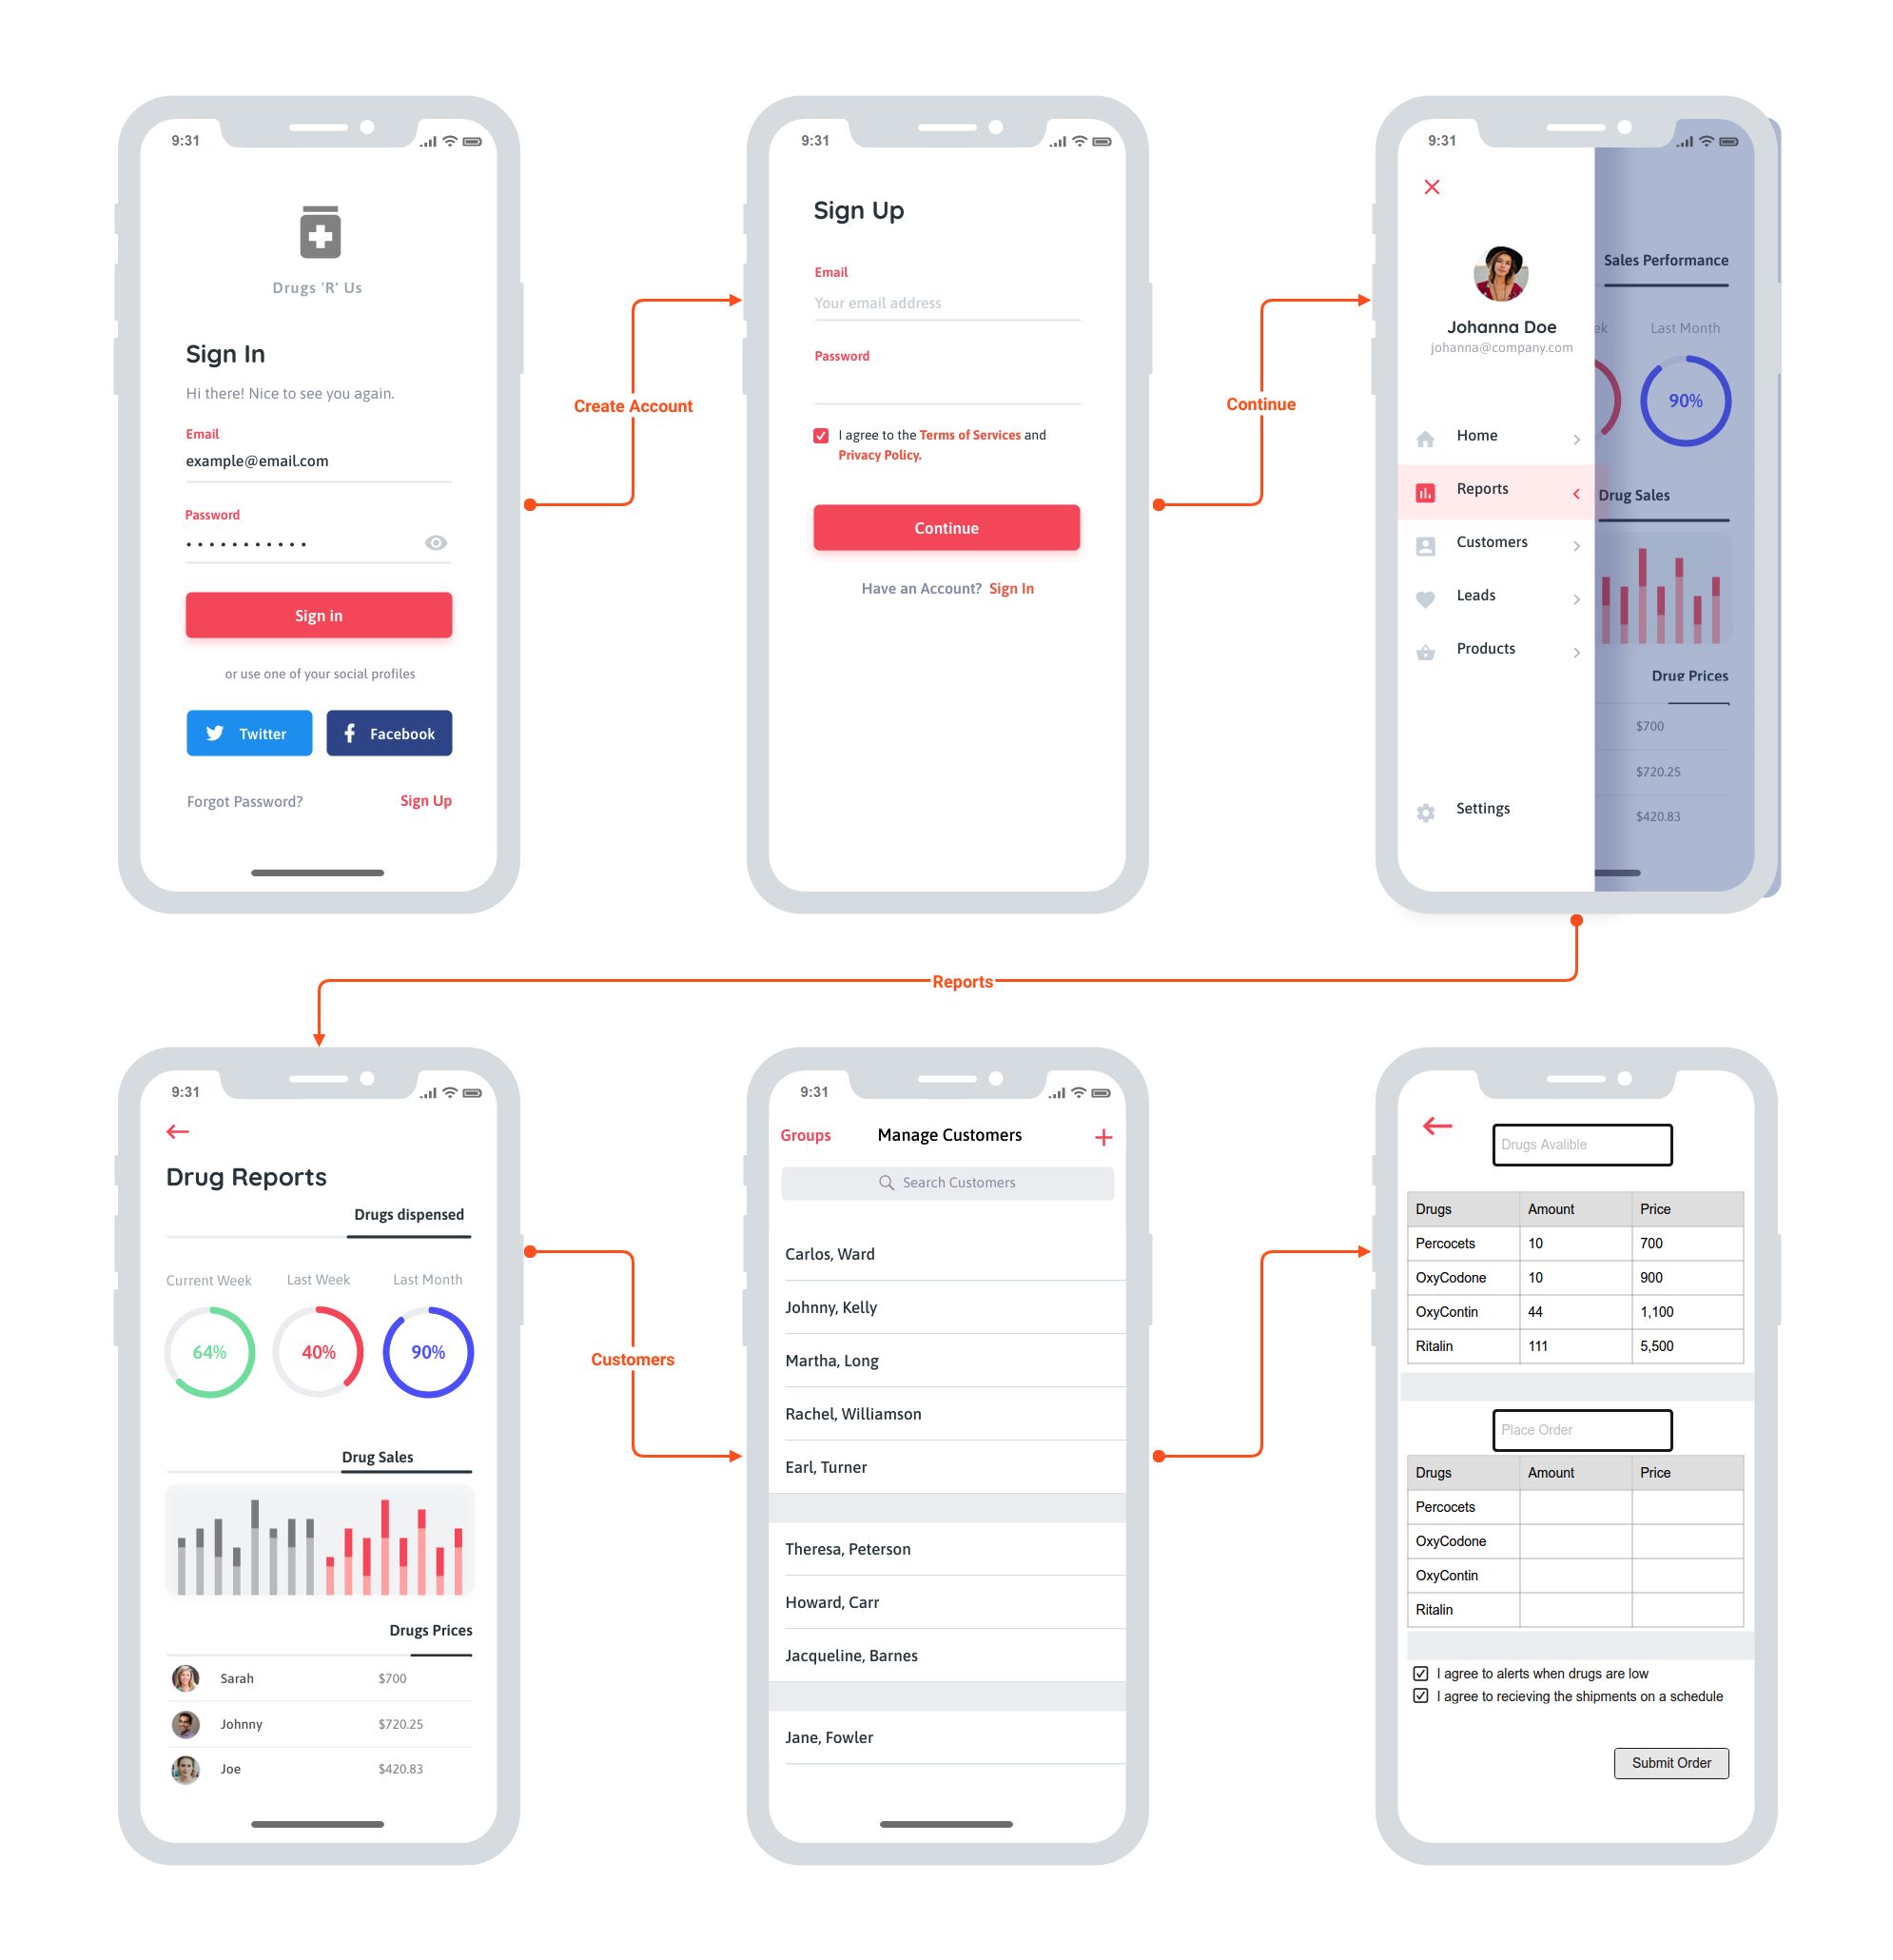 9:31
Drugs 'R' Us
Sign In
Hi there! Nice to see you again.
Email
example@email.com
Password
Sign in
or use one of your social profiles
Twitter
Facebook
Forgot Password?
Sign Up
Create Account
9:31
Sign Up
Email
Your email address
Password
I agree to the Terms of Services and
Privacy Policy.
Continue
Have an Account? Sign In
Continue
9:31
Johanna Doe
johanna@company.com
Home
Reports
Customers
Leads
Products
Settings
Sales Performance
ek
Last Month
90%
Drug Sales
Drug Prices
$700
$720.25
$420.83
Reports
9:31
Drug Reports
Drugs dispensed
Current Week
Last Week
Last Month
64%
40%
90%
Drug Sales
Drugs Prices
Sarah $700
Johnny $720.25
Joe $420.83
Customers
9:31
Groups
Manage Customers
+
Search Customers
Carlos, Ward
Johnny, Kelly
Martha, Long
Rachel, Williamson
Earl, Turner
Theresa, Peterson
Howard, Carr
Jacqueline, Barnes
Jane, Fowler
Drugs Avalible
Drugs Amount Price
Percocets 10 700
OxyCodone 10 900
OxyContin 44 1,100
Ritalin 111 5,500
Place Order
Drugs Amount Price
Percocets
OxyCodone
OxyContin
Ritalin
I agree to alerts when drugs are low
I agree to recieving the shipments on a schedule
Submit Order